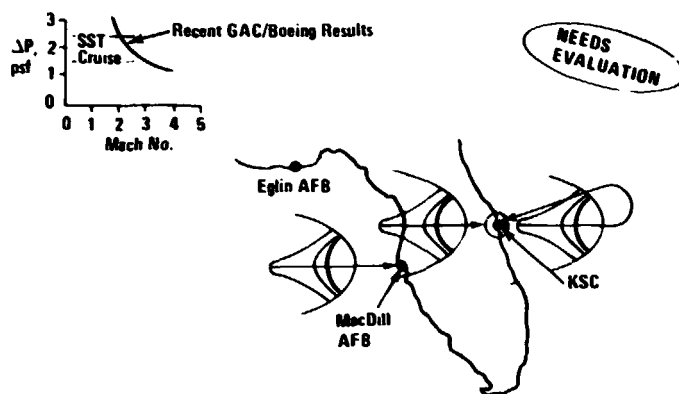 3
ΔP,
psf
2
1
0
SST
Cruise
Recent GAC/Boeing Results
0 1 2 3 4 5
Mach No.
NEEDS
EVALUATION
Eglin AFB
MacDill
AFB
KSC